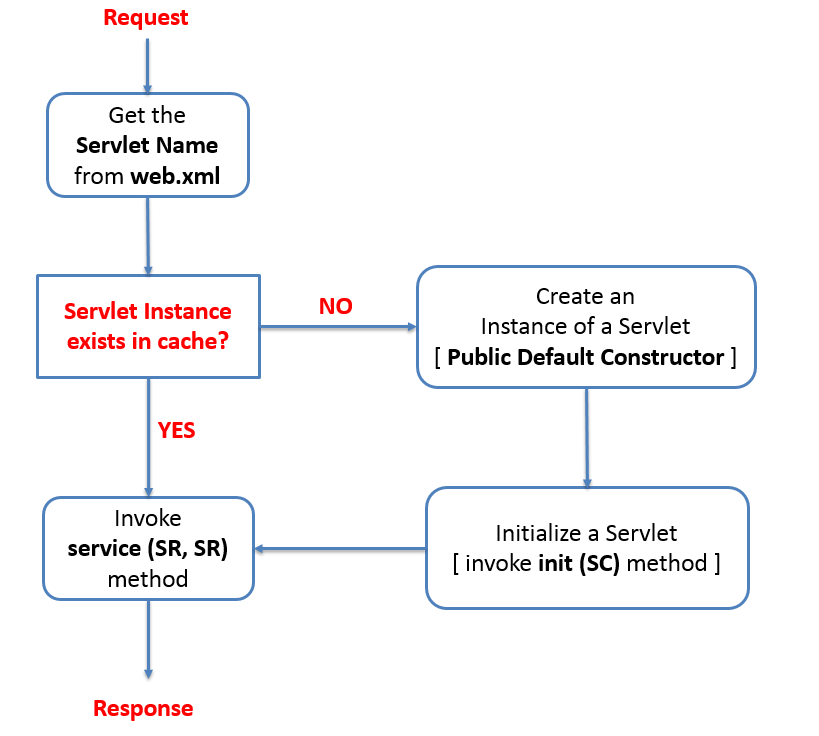 Request
Get the
Servlet Name
from web.xml
Servlet Instance
exists in cache?
NO
Create an
Instance of a Servlet
[ Public Default Constructor ]
YES
Invoke
service (SR, SR)
method
Initialize a Servlet
[ invoke init (SC) method ]
Response